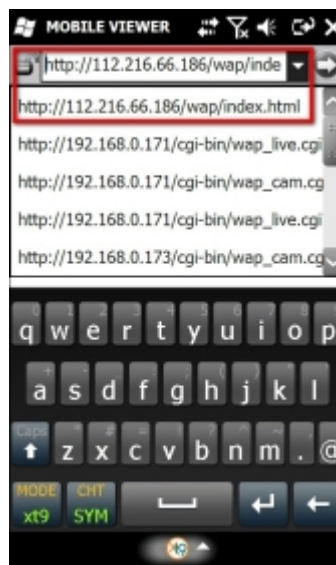 MOBILE VIEWER
http://112.216.66.186/wap/inde
http://112.216.66.186/wap/index.html
http://192.168.0.171/cgi-bin/wap_live.cgi
http://192.168.0.171/cgi-bin/wap_cam.cg
http://192.168.0.171/cgi-bin/wap_live.cgi
http://192.168.0.173/cgi-bin/wap_cam.cg
q w e r t y u i o p
a s d f g h j k l
Caps z x c v b n m . @
MODE CHT
xt9 SYM